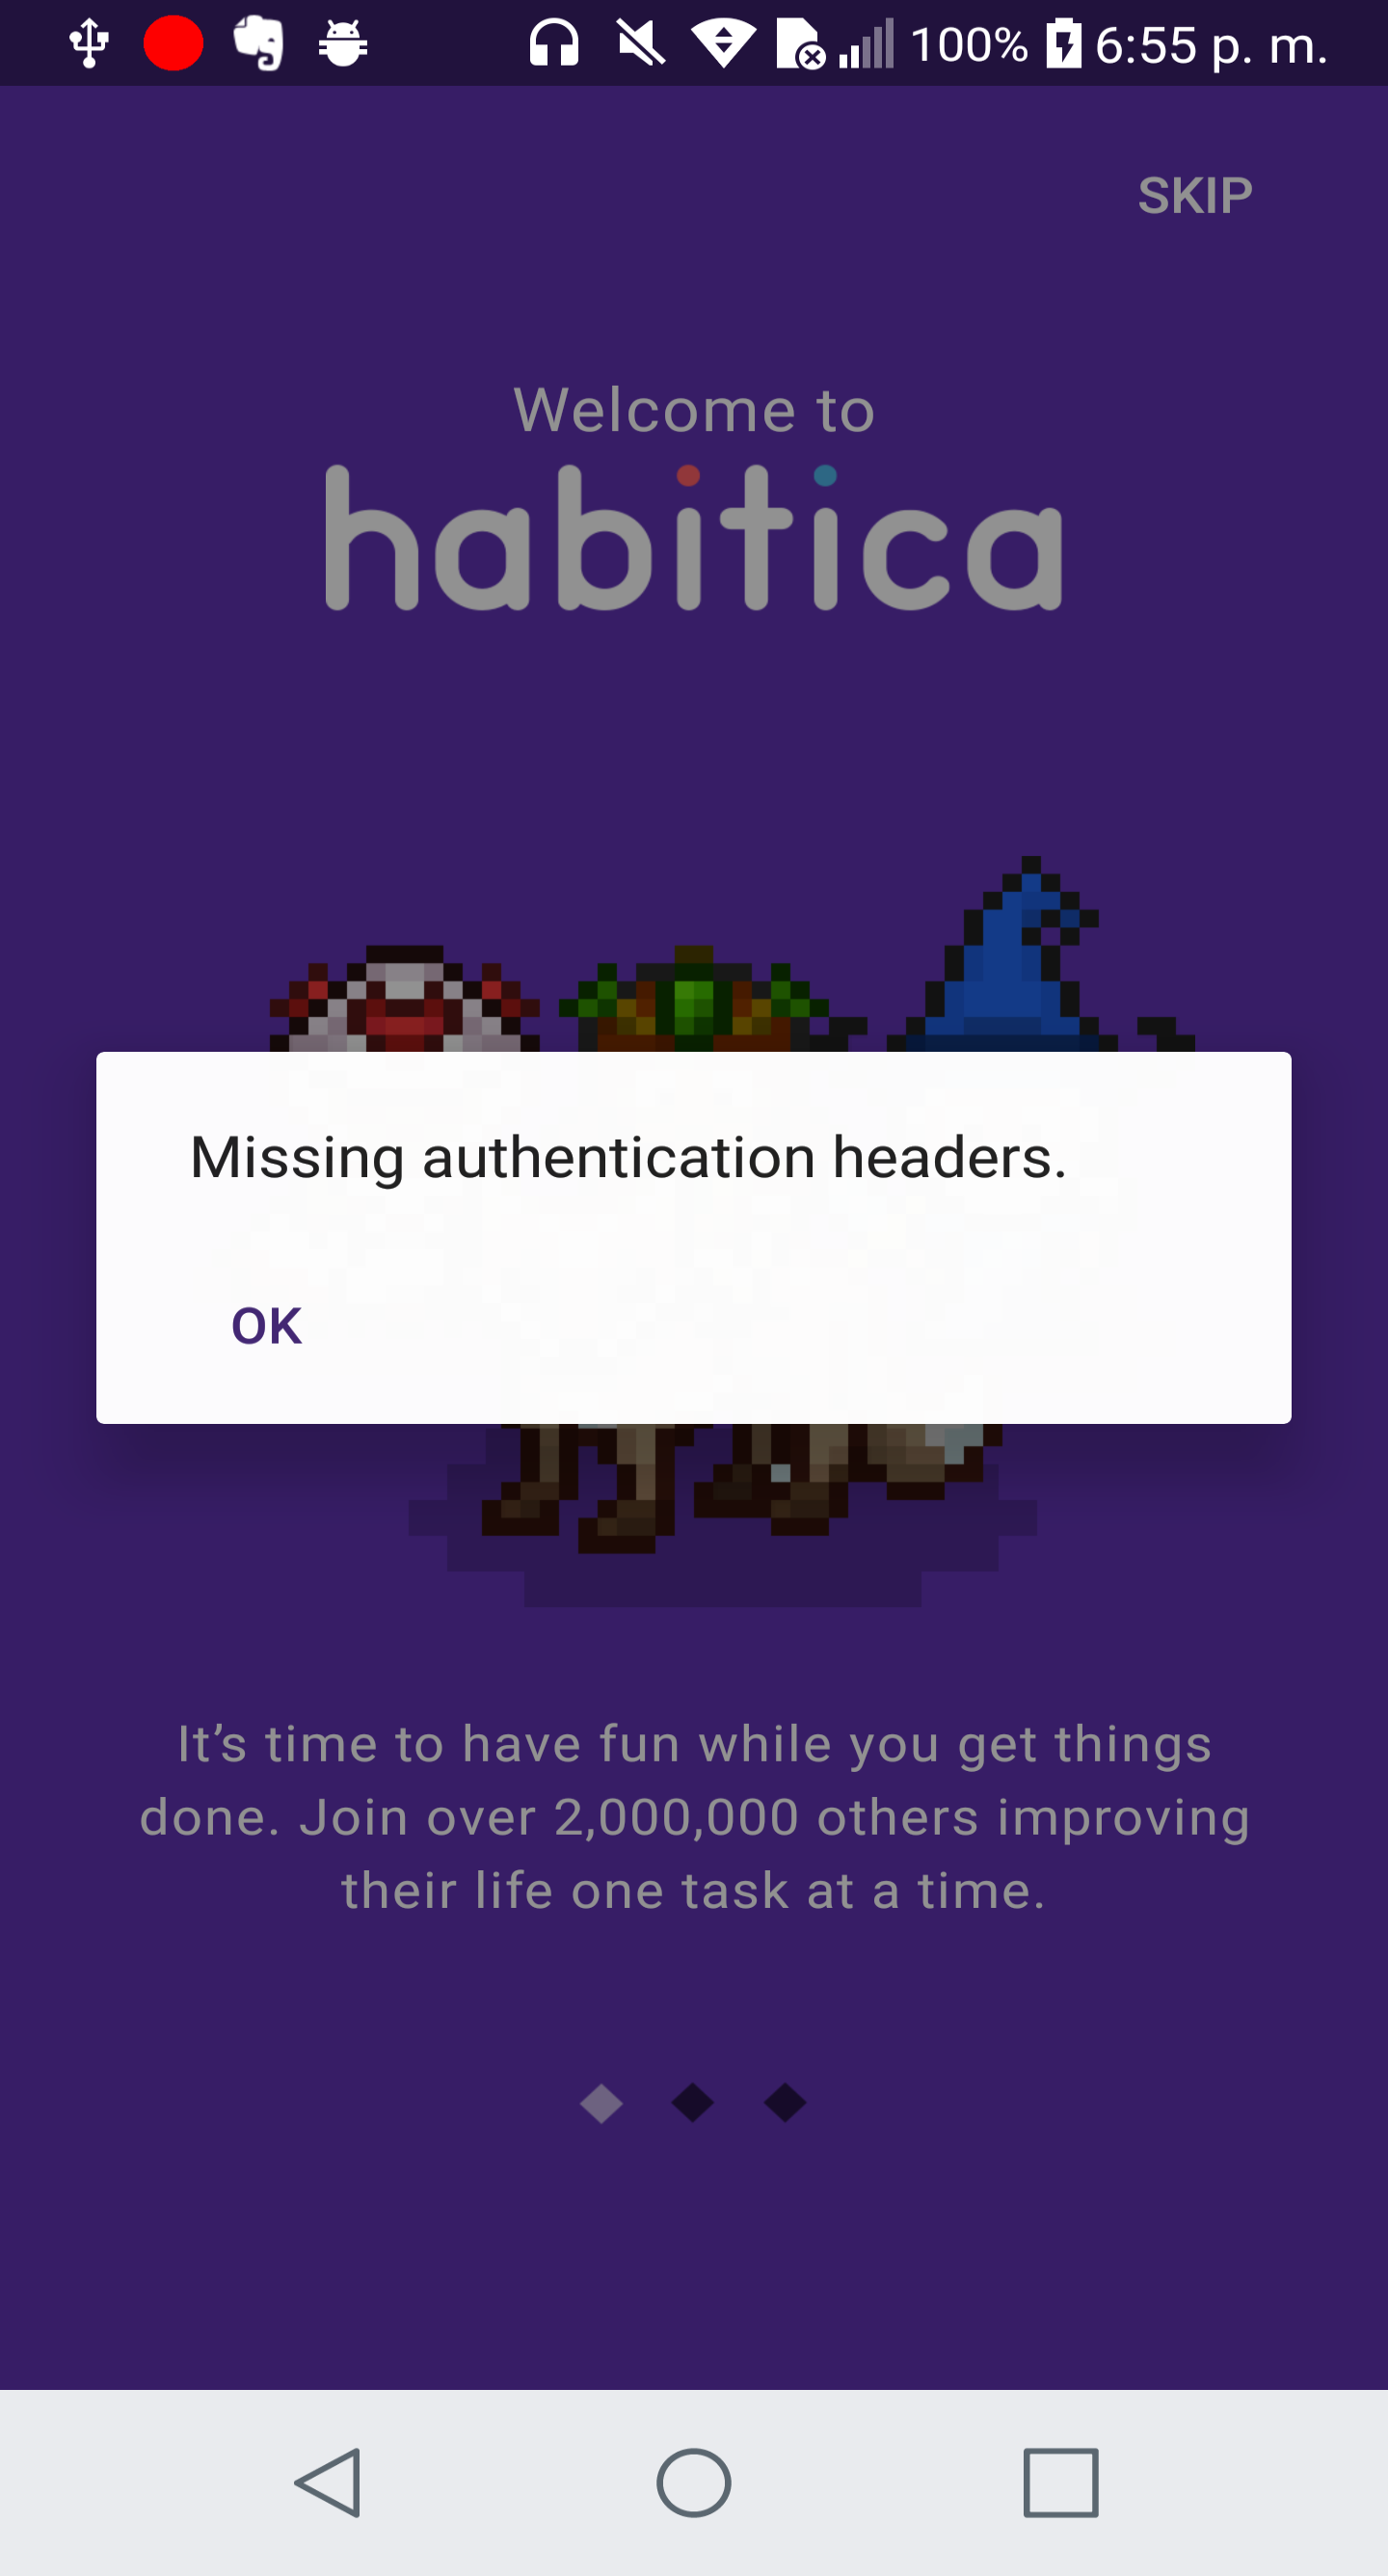 100% 6:55 p. m.
SKIP
Welcome to
habitica
Missing authentication headers.
OK
It’s time to have fun while you get things
done. Join over 2,000,000 others improving
their life one task at a time.